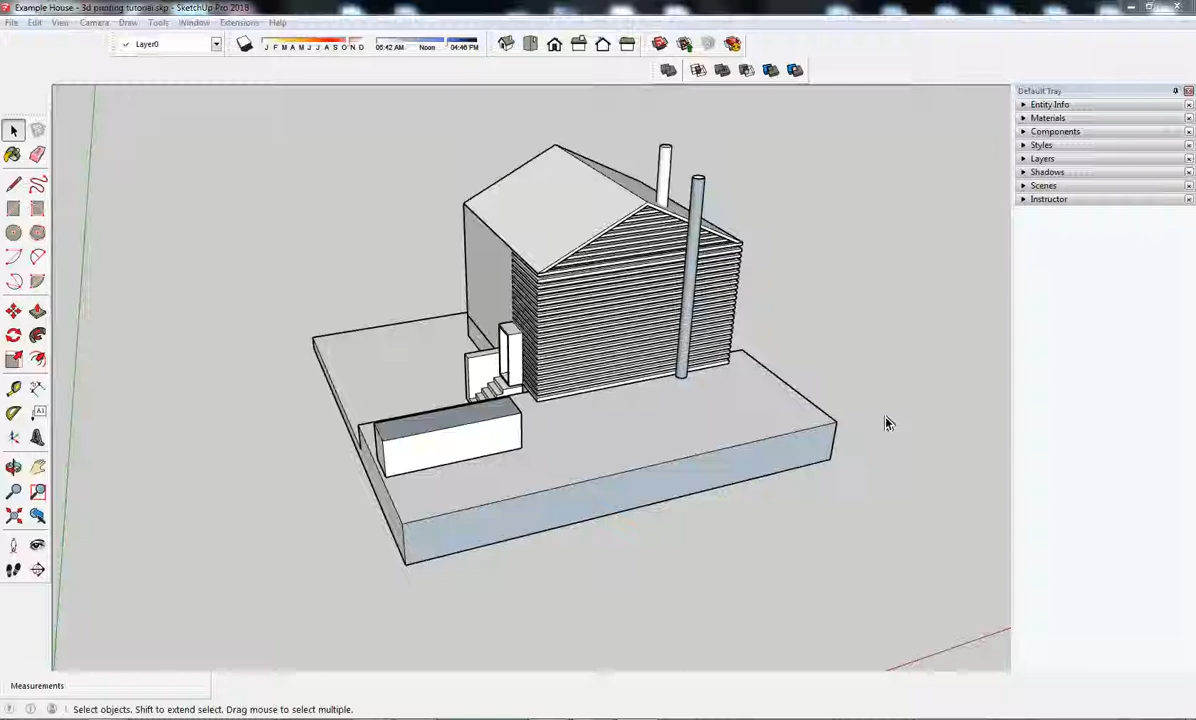 Example House - 3d printing tutorial.skp - SketchUp Pro 2018
File Edit View Camera Draw Tools Window Extensions Help
Layer0
J F M A M J J A S O N D
06:42 AM Noon 04:46 PM
Default Tray
Entity Info
Materials
Components
Styles
Layers
Shadows
Scenes
Instructor
A1
Measurements
Select objects. Shift to extend select. Drag mouse to select multiple.